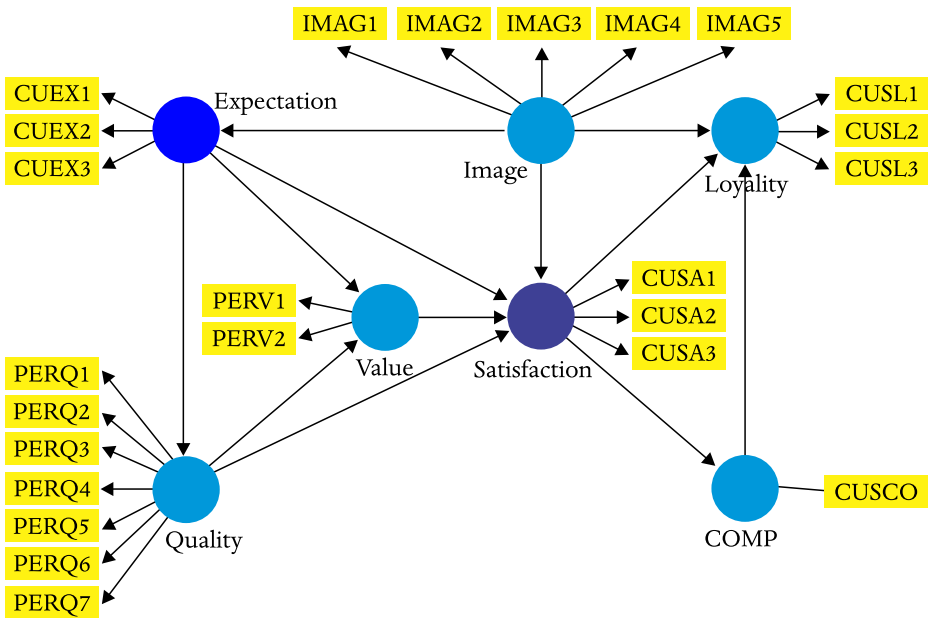 IMAG1 IMAG2 IMAG3 IMAG4 IMAG5
CUEX1
CUEX2
CUEX3
Expectation
Image
Loyality
CUSL1
CUSL2
CUSL3
PERV1
PERV2
Value
Satisfaction
CUSA1
CUSA2
CUSA3
PERQ1
PERQ2
PERQ3
PERQ4
PERQ5
PERQ6
PERQ7
Quality
COMP
CUSCO